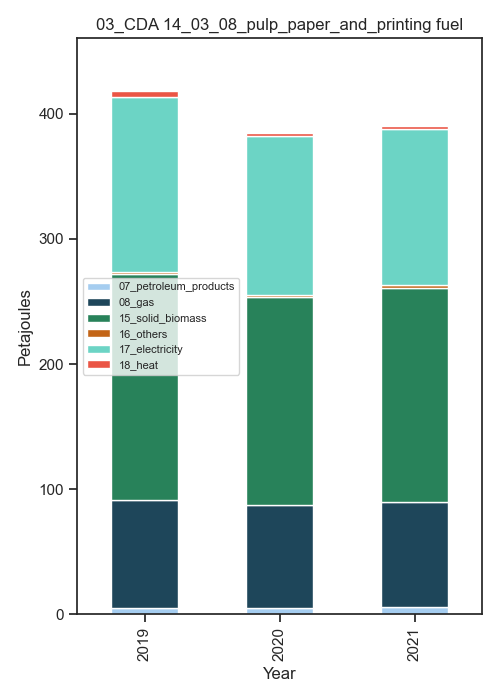 03_CDA 14_03_08_pulp_paper_and_printing fuel
Petajoules
400
300
200
100
0
07_petroleum_products
08_gas
15_solid_biomass
16_others
17_electricity
18_heat
2019
2020
2021
Year